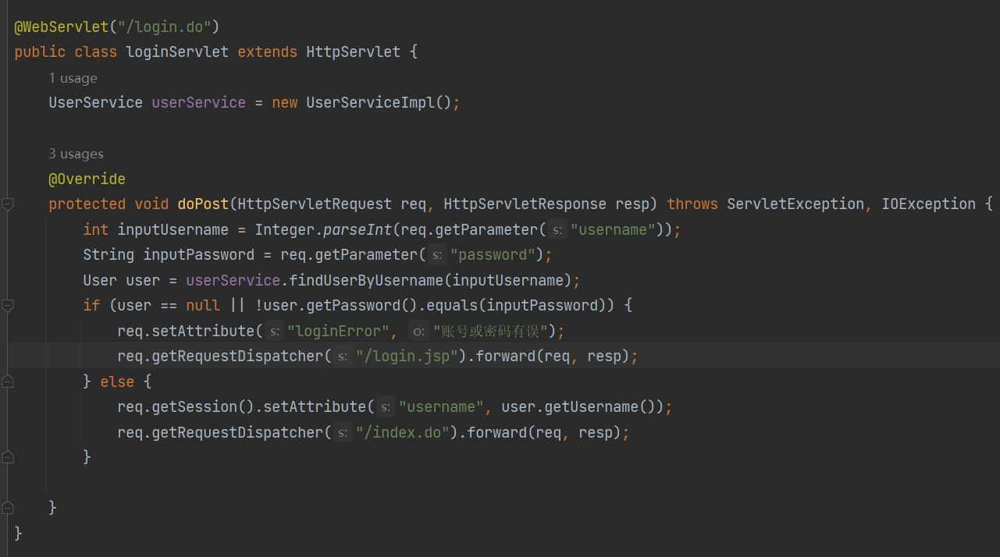 @WebServlet("/login.do")
public class loginServlet extends HttpServlet {
1 usage
UserService userService = new UserServiceImpl();
3 usages
@Override
protected void doPost(HttpServletRequest req, HttpServletResponse resp) throws ServletException, IOException {
int inputUsername = Integer.parseInt(req.getParameter( s: "username"));
String inputPassword = req.getParameter( s: "password");
User user = userService.findUserByUsername(inputUsername);
if (user == null || !user.getPassword().equals(inputPassword)) {
req.setAttribute( s: "loginError", o: "账号或密码有误");
req.getRequestDispatcher( s: "/login.jsp").forward(req, resp);
} else {
req.getSession().setAttribute( s: "username", user.getUsername());
req.getRequestDispatcher( s: "/index.do").forward(req, resp);
}
}
}